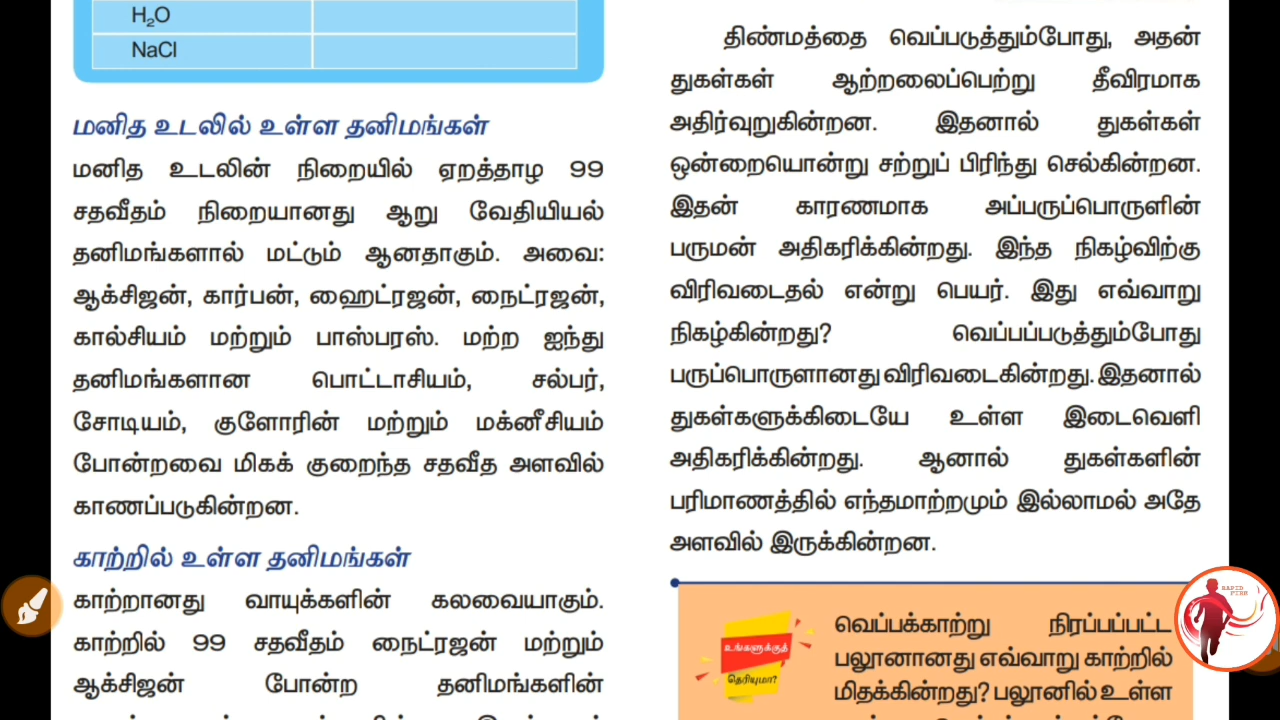 H₂O
NaCl
மனித உடலில் உள்ள தனிமங்கள்
மனித உடலின் நிறையில் ஏறத்தாழ 99
சதவீதம் நிறையானது ஆறு வேதியியல்
தனிமங்களால் மட்டும் ஆனதாகும். அவை:
ஆக்சிஜன், கார்பன், ஹைட்ரஜன், நைட்ரஜன்,
கால்சியம் மற்றும் பாஸ்பரஸ். மற்ற ஐந்து
தனிமங்களான பொட்டாசியம், சல்பர்,
சோடியம், குளோரின் மற்றும் மக்னீசியம்
போன்றவை மிகக் குறைந்த சதவீத அளவில்
காணப்படுகின்றன.
காற்றில் உள்ள தனிமங்கள்
காற்றானது வாயுக்களின் கலவையாகும்.
காற்றில் 99 சதவீதம் நைட்ரஜன் மற்றும்
ஆக்சிஜன் போன்ற தனிமங்களின்
திண்மத்தை வெப்படுத்தும்போது, அதன்
துகள்கள் ஆற்றலைப்பெற்று தீவிரமாக
அதிர்வுறுகின்றன. இதனால் துகள்கள்
ஒன்றையொன்று சற்றுப் பிரிந்து செல்கின்றன.
இதன் காரணமாக அப்பருப்பொருளின்
பருமன் அதிகரிக்கின்றது. இந்த நிகழ்விற்கு
விரிவடைதல் என்று பெயர். இது எவ்வாறு
நிகழ்கின்றது? வெப்பப்படுத்தும்போது
பருப்பொருளானது விரிவடைகின்றது. இதனால்
துகள்களுக்கிடையே உள்ள இடைவெளி
அதிகரிக்கின்றது. ஆனால் துகள்களின்
பரிமாணத்தில் எந்தமாற்றமும் இல்லாமல் அதே
அளவில் இருக்கின்றன.
உங்களுக்குத்
தெரியுமா?
வெப்பக்காற்று நிரப்பப்பட்ட
பலூனானது எவ்வாறு காற்றில்
மிதக்கின்றது? பலூனில் உள்ள
RAPID
FIRE